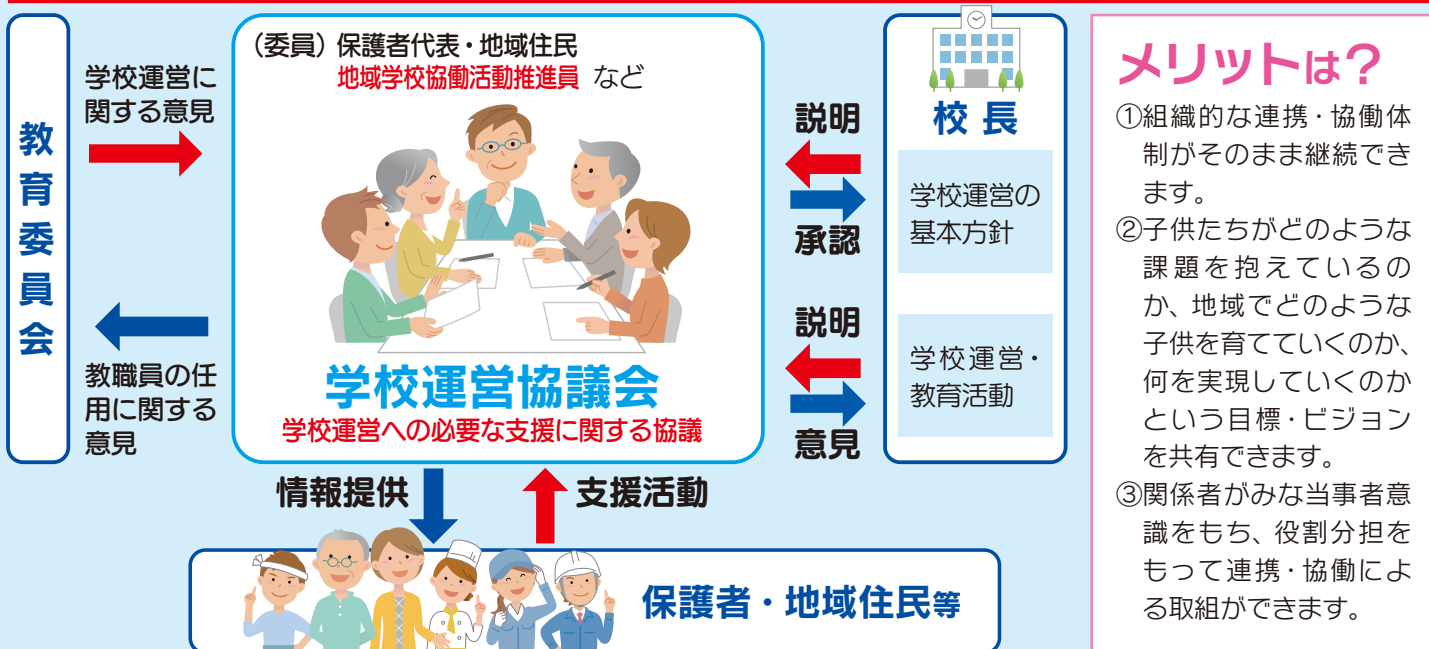 教育委員会
学校運営に
関する意見
教職員の任
用に関する
意見
（委員）保護者代表・地域住民
地域学校協働活動推進員 など
学校運営協議会
学校運営への必要な支援に関する協議
説明
承認
説明
意見
校長
学校運営の
基本方針
学校運営・
教育活動
情報提供
支援活動
保護者・地域住民等
メリットは？
①組織的な連携・協働体
制がそのまま継続でき
ます。
②子供たちがどのような
課題を抱えているの
か、地域でどのような
子供を育てていくのか、
何を実現していくのか
という目標・ビジョン
を共有できます。
③関係者がみな当事者意
識をもち、役割分担を
もって連携・協働によ
る取組ができます。